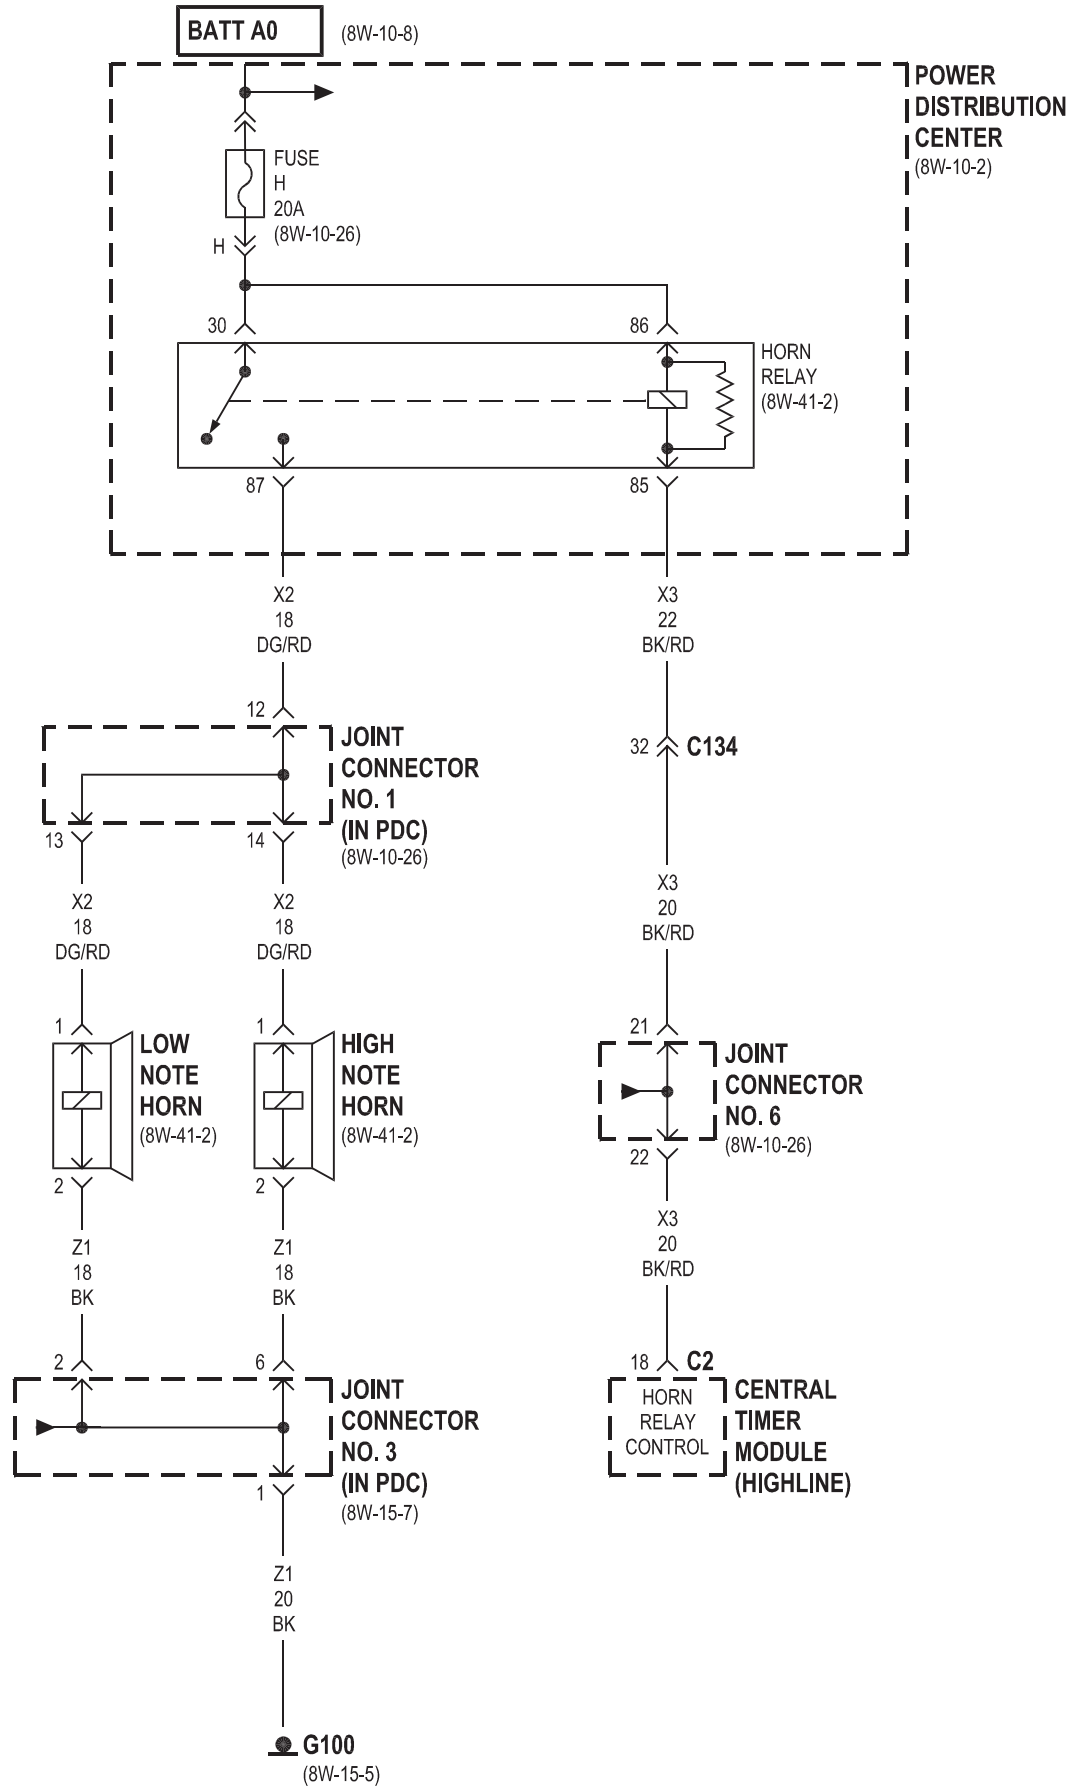 BATT A0
(8W-10-8)
POWER
DISTRIBUTION
CENTER
(8W-10-2)
FUSE
H
20A
(8W-10-26)
H
30
86
HORN
RELAY
(8W-41-2)
87
85
X2
18
DG/RD
X3
22
BK/RD
12
JOINT
CONNECTOR
NO. 1
(IN PDC)
(8W-10-26)
32
C134
13
14
X2
18
DG/RD
X2
18
DG/RD
X3
20
BK/RD
1
LOW
NOTE
HORN
(8W-41-2)
2
1
HIGH
NOTE
HORN
(8W-41-2)
2
21
JOINT
CONNECTOR
NO. 6
(8W-10-26)
22
Z1
18
BK
Z1
18
BK
X3
20
BK/RD
2
6
JOINT
CONNECTOR
NO. 3
(IN PDC)
(8W-15-7)
1
18
C2
HORN
RELAY
CONTROL
CENTRAL
TIMER
MODULE
(HIGHLINE)
Z1
20
BK
G100
(8W-15-5)